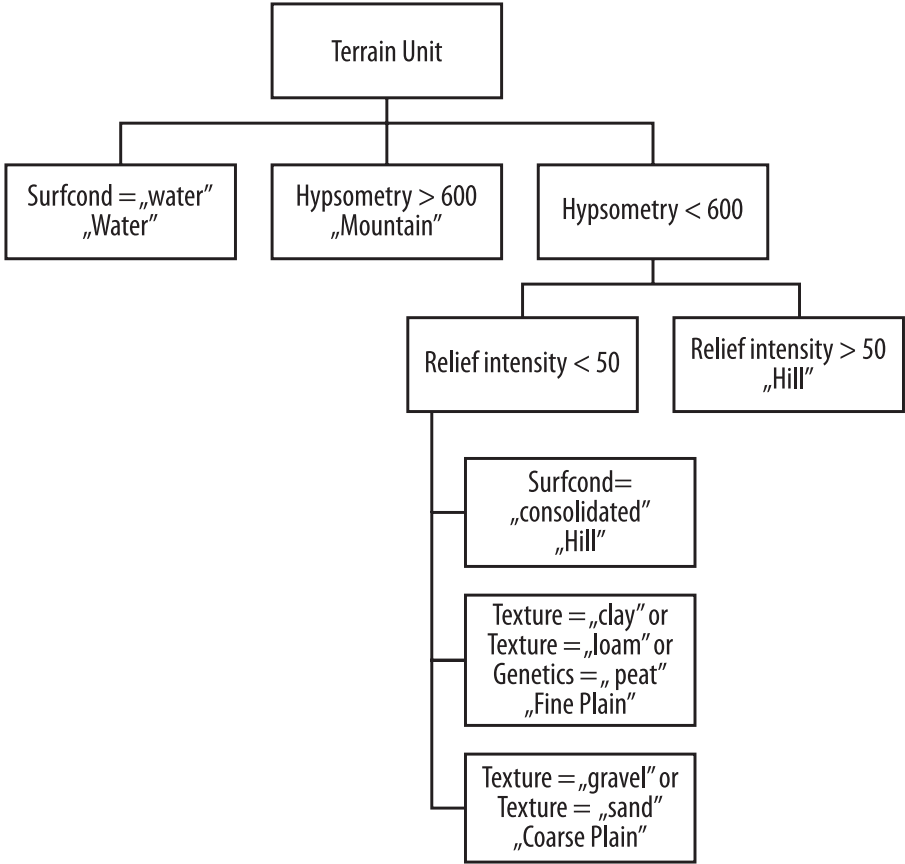 Terrain Unit
Surfcond = „water”
„Water”
Hypsometry > 600
„Mountain”
Hypsometry < 600
Relief intensity < 50
Relief intensity > 50
„Hill”
Surfcond=
„consolidated”
„Hill”
Texture = „clay” or
Texture = „loam” or
Genetics = „ peat”
„Fine Plain”
Texture = „gravel” or
Texture = „sand”
„Coarse Plain”